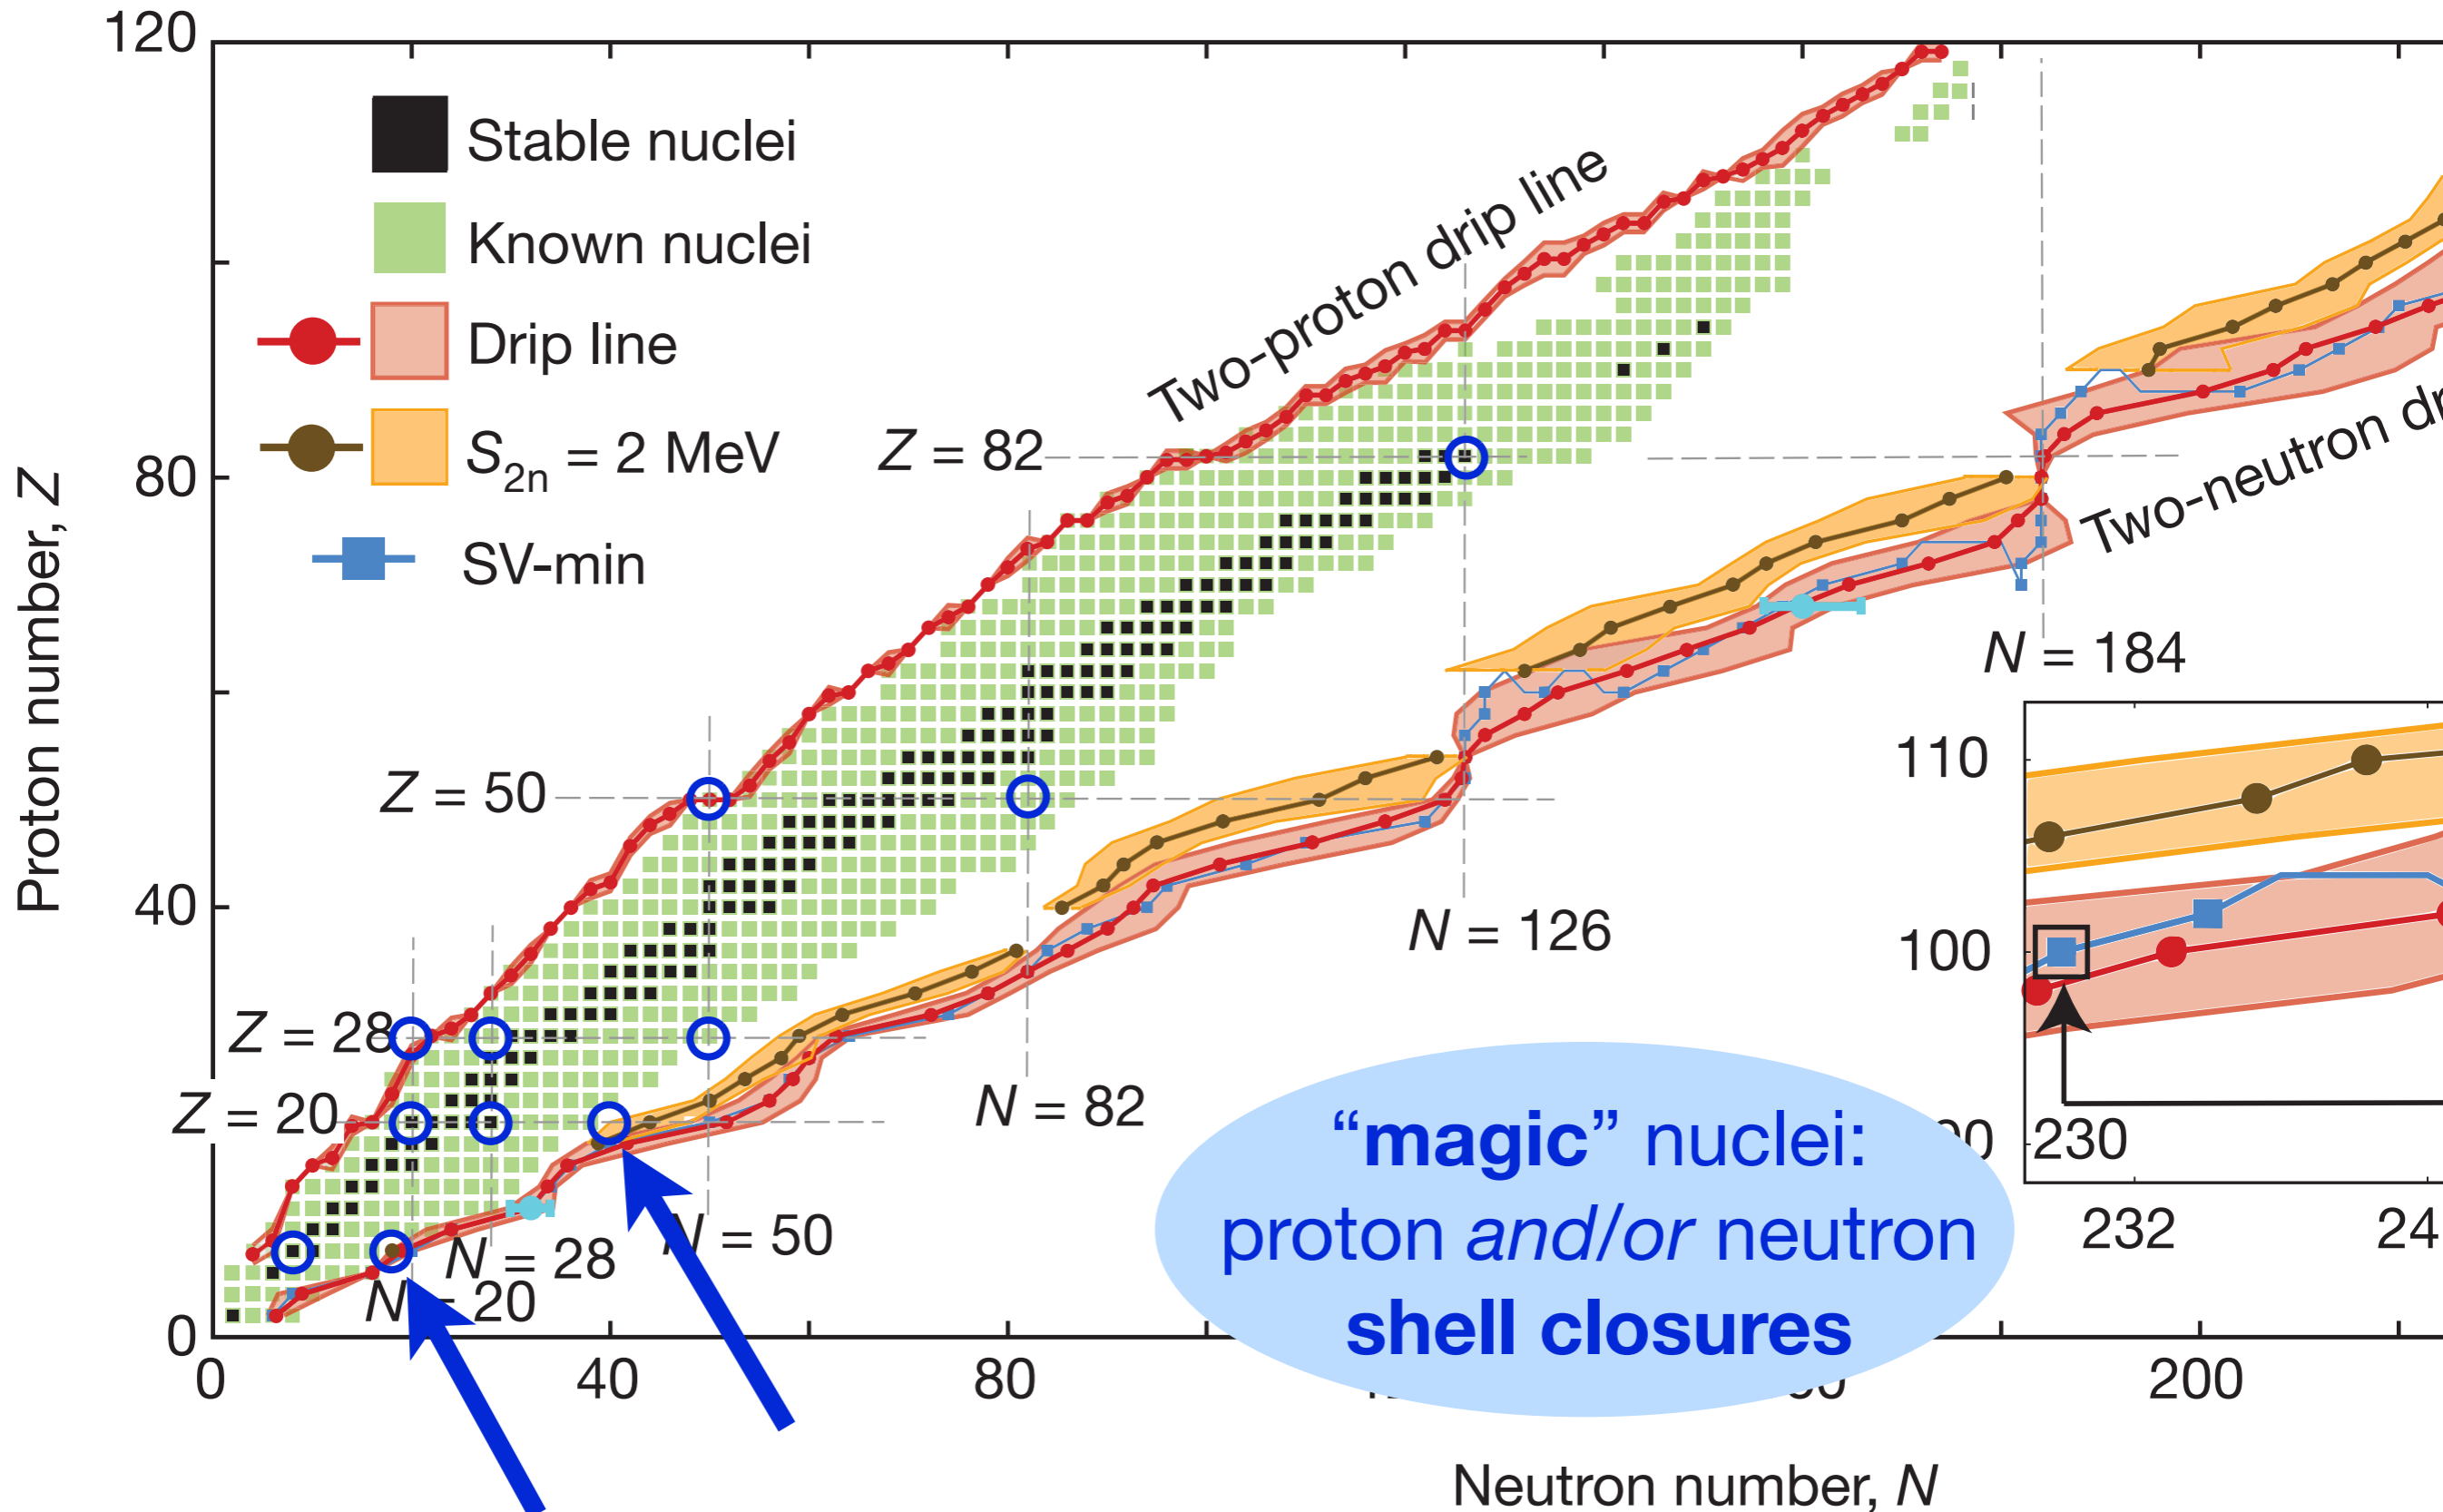 120
Stable nuclei
Known nuclei
Drip line
S2n = 2 MeV
SV-min
Two-proton drip line
Z = 82
80
Proton number, Z
Two-neutron
N = 184
Z = 50
110
40
N = 126
100
Z = 28
N = 82
Z = 20
230
“magic” nuclei:
proton and/or neutron
shell closures
N = 50
N = 28
N = 20
232
0
0
40
80
200
Neutron number, N